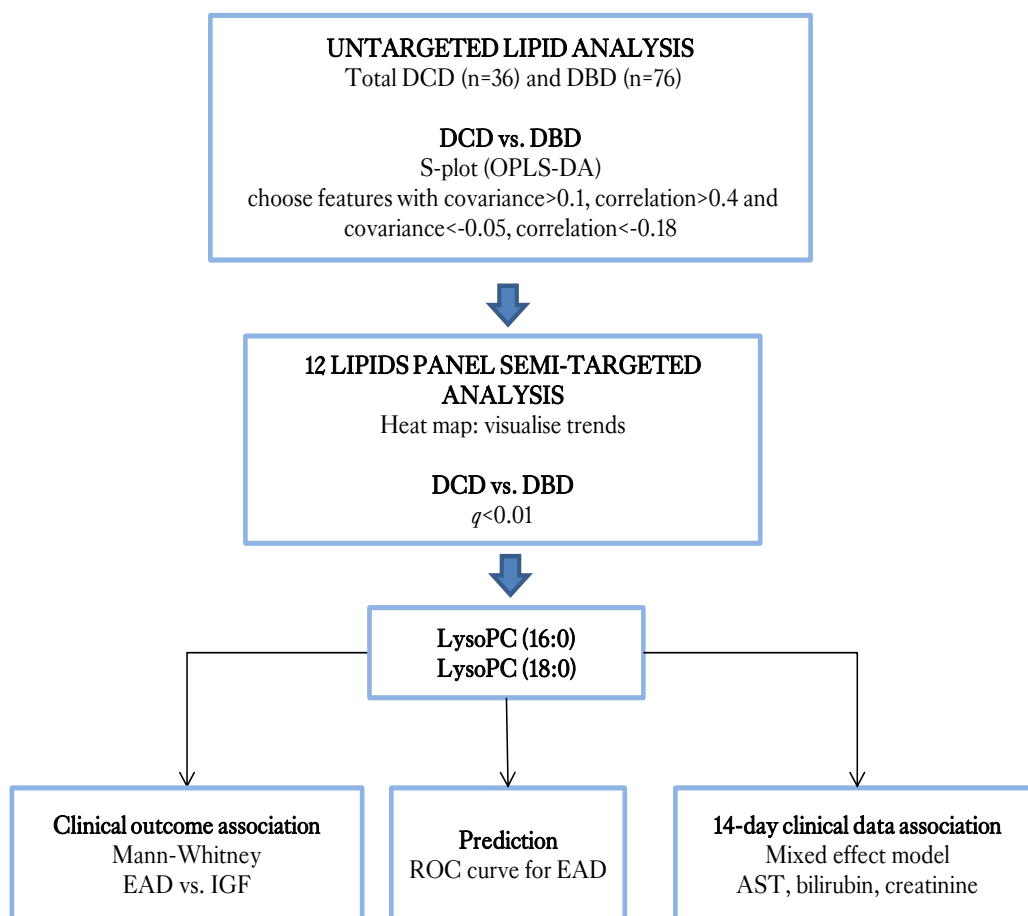 UNTARGETED LIPID ANALYSIS
Total DCD (n=36) and DBD (n=76)
DCD vs. DBD
S-plot (OPLS-DA)
choose features with covariance>0.1, correlation>0.4 and
covariance<-0.05, correlation<-0.18
12 LIPIDS PANEL SEMI-TARGETED
ANALYSIS
Heat map: visualise trends
DCD vs. DBD
q<0.01
LysoPC (16:0)
LysoPC (18:0)
Clinical outcome association
Mann-Whitney
EAD vs. IGF
Prediction
ROC curve for EAD
14-day clinical data association
Mixed effect model
AST, bilirubin, creatinine